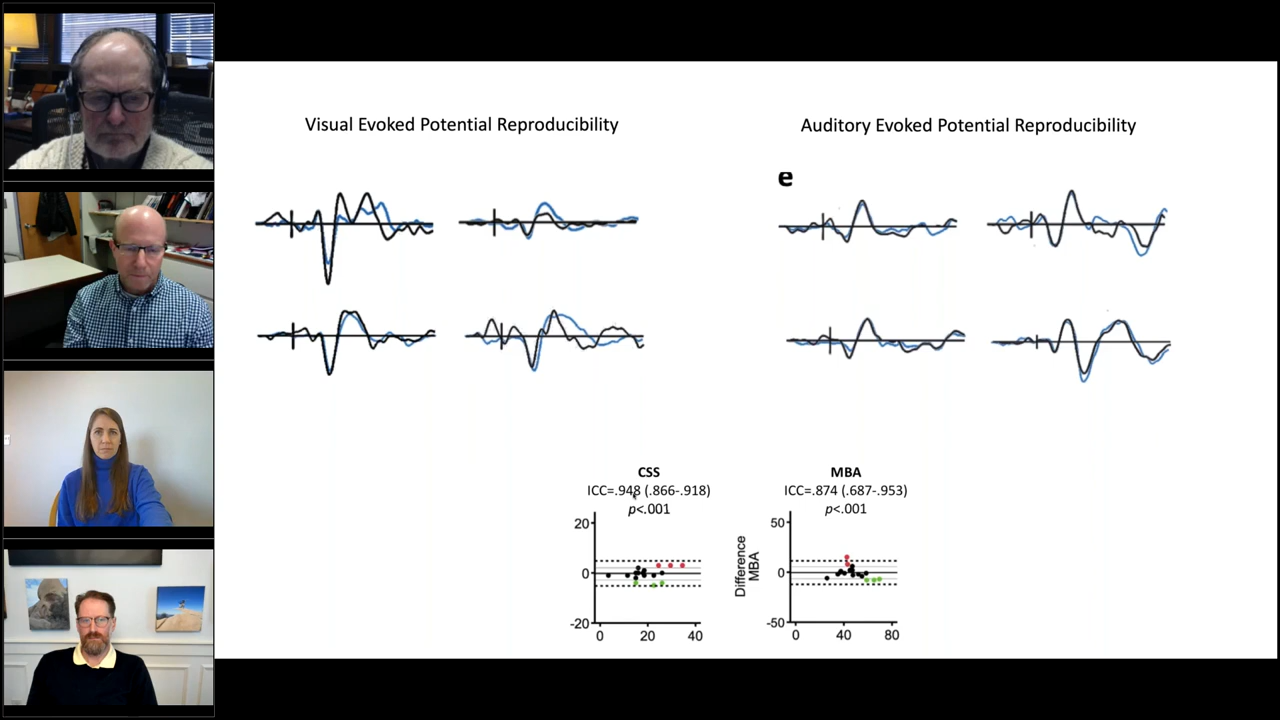 Visual Evoked Potential Reproducibility
Auditory Evoked Potential Reproducibility
e
CSS
ICC=.948 (.866-.918)
p<.001
20
0
-20
0
20
40
MBA
ICC=.874 (.687-.953)
p<.001
Difference
MBA
50
0
-50
0
40
80